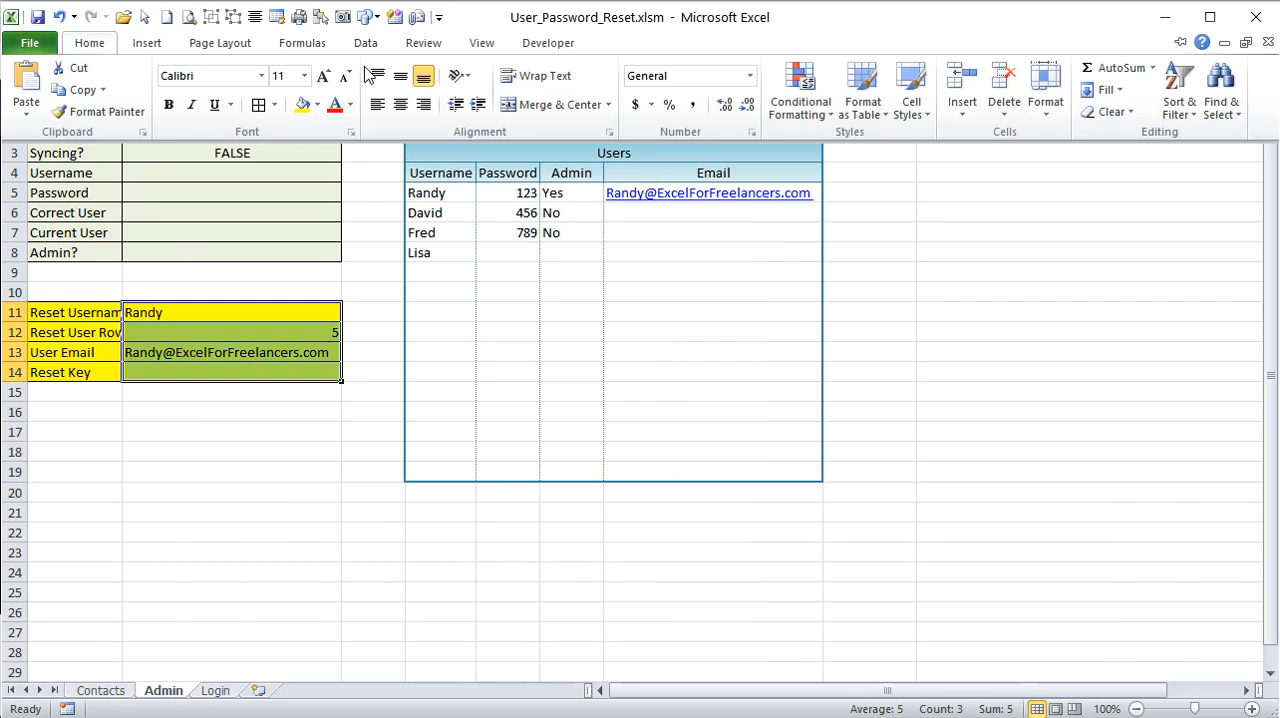 User_Password_Reset.xlsm - Microsoft Excel
File Home Insert Page Layout Formulas Data Review View Developer
Paste Cut Copy Format Painter Clipboard
Calibri 11 Font
Wrap Text Merge & Center Alignment
General $ % , Number
Conditional Formatting Format as Table Cell Styles Styles
Insert Delete Format Cells
AutoSum Fill Clear Sort & Filter Find & Select Editing
3 Syncing? FALSE Users
4 Username Username Password Admin Email
5 Password Randy 123 Yes Randy@ExcelForFreelancers.com
6 Correct User David 456 No
7 Current User Fred 789 No
8 Admin? Lisa
9
10
11 Reset Usernam Randy
12 Reset User Row 5
13 User Email Randy@ExcelForFreelancers.com
14 Reset Key
15
16
17
18
19
20
21
22
23
24
25
26
27
28
29
Contacts Admin Login
Ready Average: 5 Count: 3 Sum: 5 100%